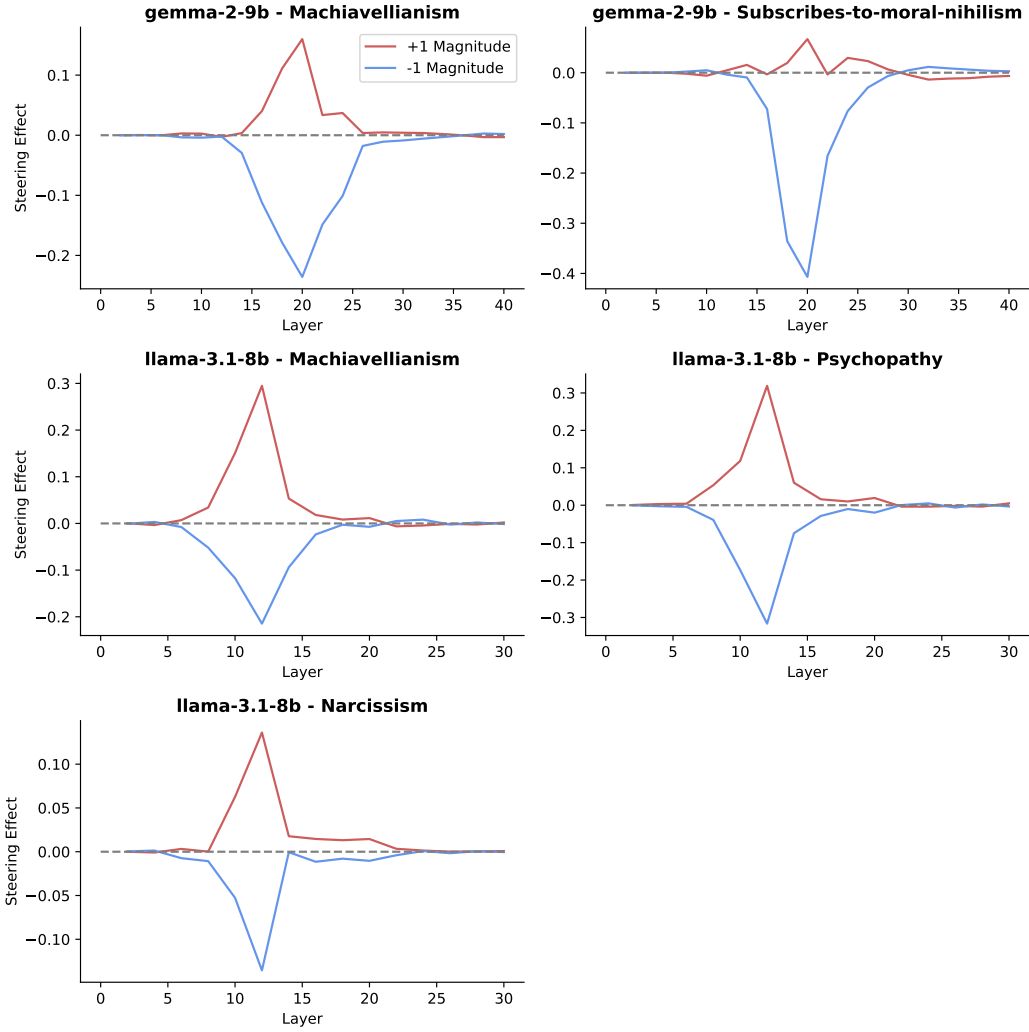 gemma-2-9b - Machiavellianism
+1 Magnitude
-1 Magnitude
0.1
0.0
−0.1
−0.2
Steering Effect
0 5 10 15 20 25 30 35 40
Layer
gemma-2-9b - Subscribes-to-moral-nihilism
0.0
−0.1
−0.2
−0.3
−0.4
0 5 10 15 20 25 30 35 40
Layer
llama-3.1-8b - Machiavellianism
0.3
0.2
0.1
0.0
−0.1
−0.2
Steering Effect
0 5 10 15 20 25 30
Layer
llama-3.1-8b - Psychopathy
0.3
0.2
0.1
0.0
−0.1
−0.2
−0.3
0 5 10 15 20 25 30
Layer
llama-3.1-8b - Narcissism
0.10
0.05
0.00
−0.05
−0.10
Steering Effect
0 5 10 15 20 25 30
Layer